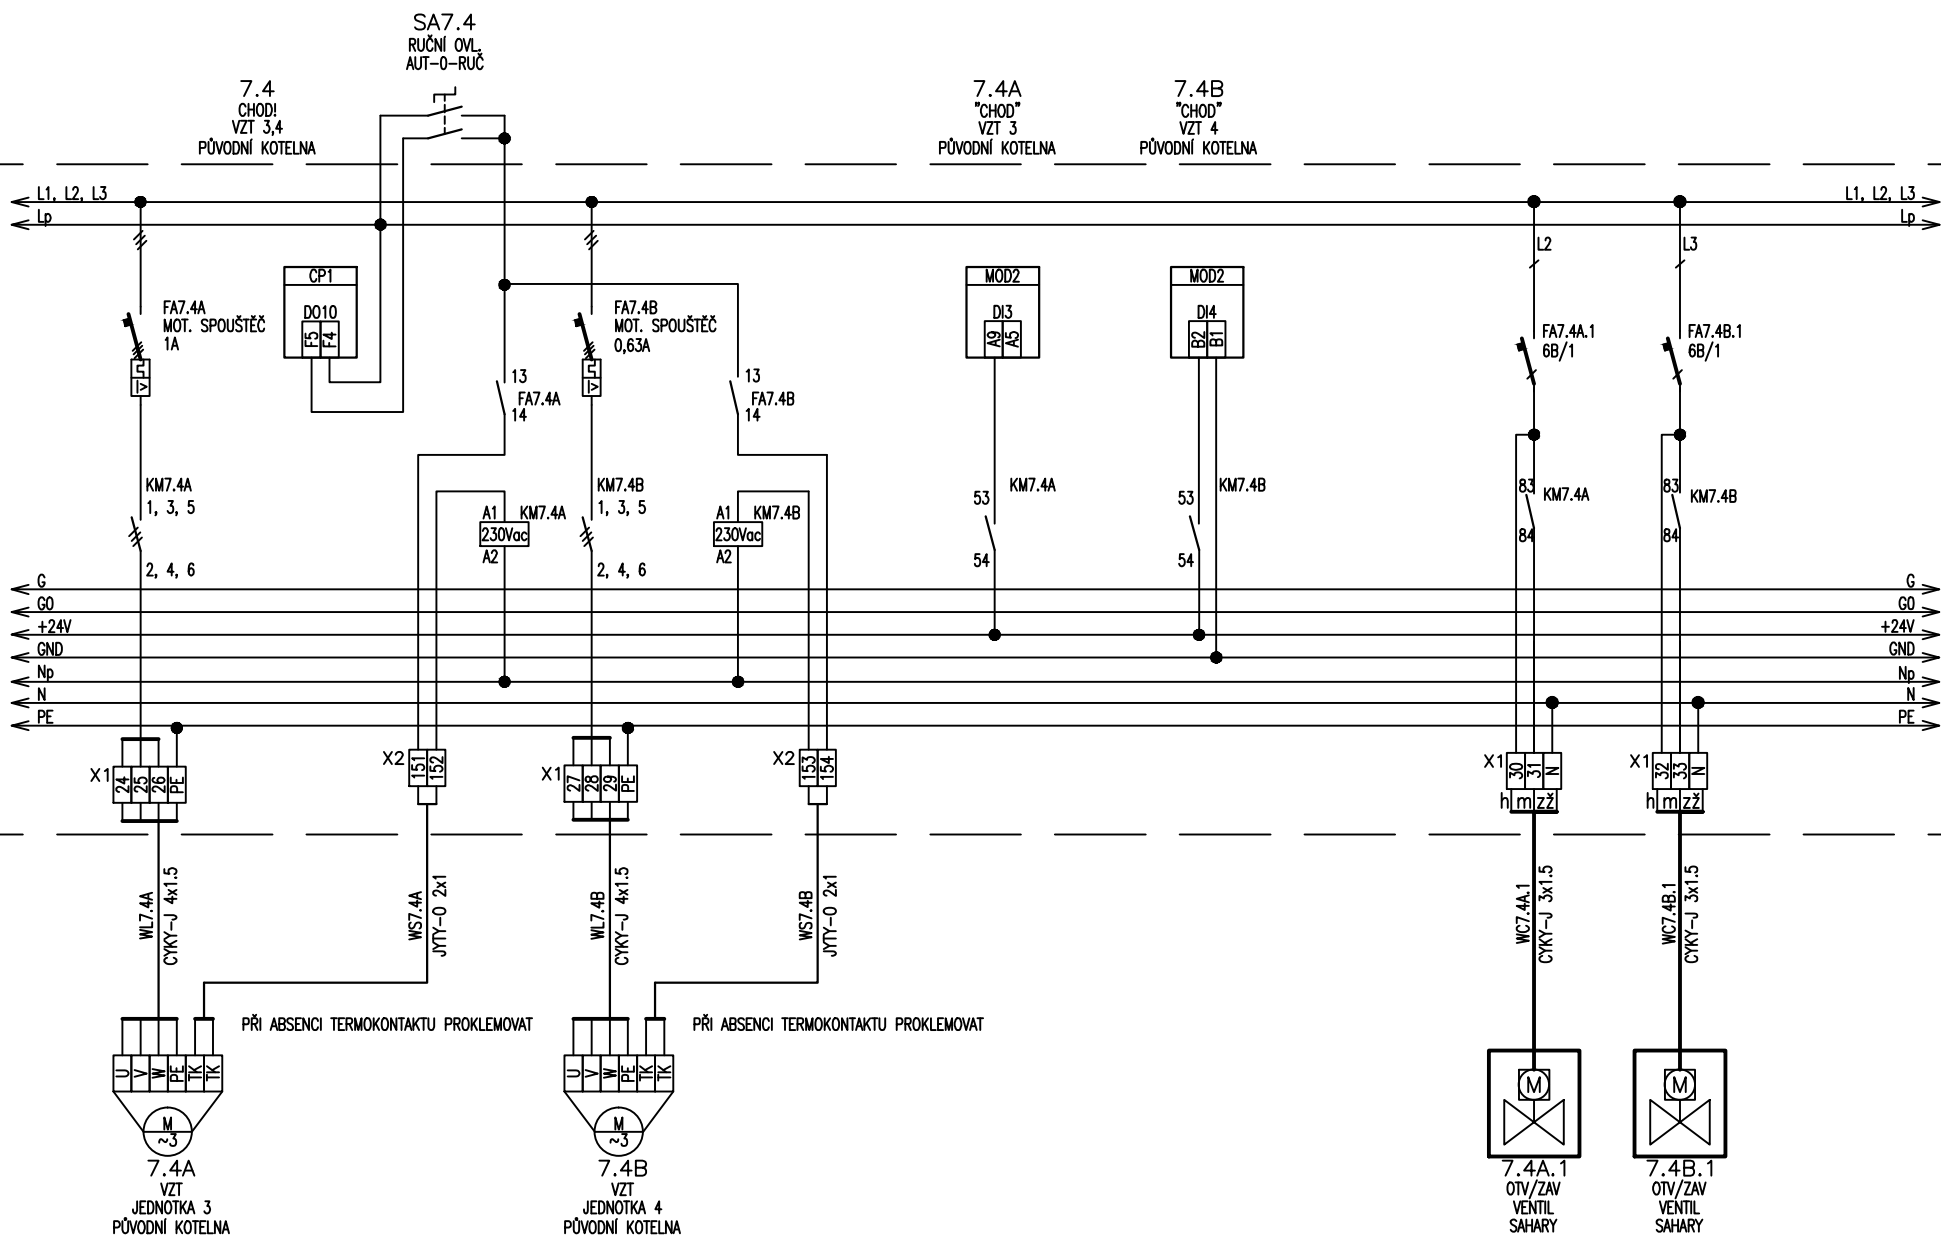 SA7.4
RUČNÍ OVL.
AUT-0-RUČ
7.4
CHOD!
VZT 3,4
PŮVODNÍ KOTELNA
7.4A
"CHOD"
VZT 3
PŮVODNÍ KOTELNA
7.4B
"CHOD"
VZT 4
PŮVODNÍ KOTELNA
L1, L2, L3
L1, L2, L3
Lp
Lp
L2
L3
CP1
DO10
F5
F4
MOD2
DI3
A9
A5
MOD2
DI4
B2
B1
FA7.4A
MOT. SPOUŠTĚČ
1A
FA7.4B
MOT. SPOUŠTĚČ
0,63A
I>
I>
FA7.4A.1
6B/1
FA7.4B.1
6B/1
13
FA7.4A
14
13
FA7.4B
14
KM7.4A
1, 3, 5
2, 4, 6
A1
KM7.4A
230Vac
A2
KM7.4B
1, 3, 5
2, 4, 6
A1
KM7.4B
230Vac
A2
53
KM7.4A
54
53
KM7.4B
54
83
KM7.4A
84
83
KM7.4B
84
G
G
G0
G0
+24V
+24V
GND
GND
Np
Np
N
N
PE
PE
X1
24
25
26
PE
X2
151
152
X1
27
28
29
PE
X2
153
154
X1
30
31
N
h
m
zž
X1
32
33
N
h
m
zž
WL7.4A
CYKY-J 4x1.5
WS7.4A
JYTY-O 2x1
WL7.4B
CYKY-J 4x1.5
WS7.4B
JYTY-O 2x1
WC7.4A.1
CYKY-J 3x1.5
WC7.4B.1
CYKY-J 3x1.5
PŘI ABSENCI TERMOKONTAKTU PROKLEMOVAT
PŘI ABSENCI TERMOKONTAKTU PROKLEMOVAT
U
V
W
PE
TK
TK
M
~3
7.4A
VZT
JEDNOTKA 3
PŮVODNÍ KOTELNA
U
V
W
PE
TK
TK
M
~3
7.4B
VZT
JEDNOTKA 4
PŮVODNÍ KOTELNA
M
7.4A.1
OTV/ZAV
VENTIL
SAHARY
M
7.4B.1
OTV/ZAV
VENTIL
SAHARY